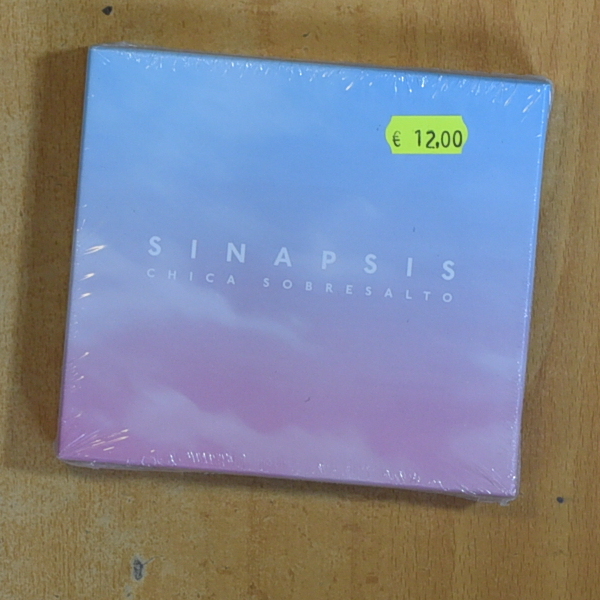 € 12,00
SINAPSIS
CHICA SOBRESALTO